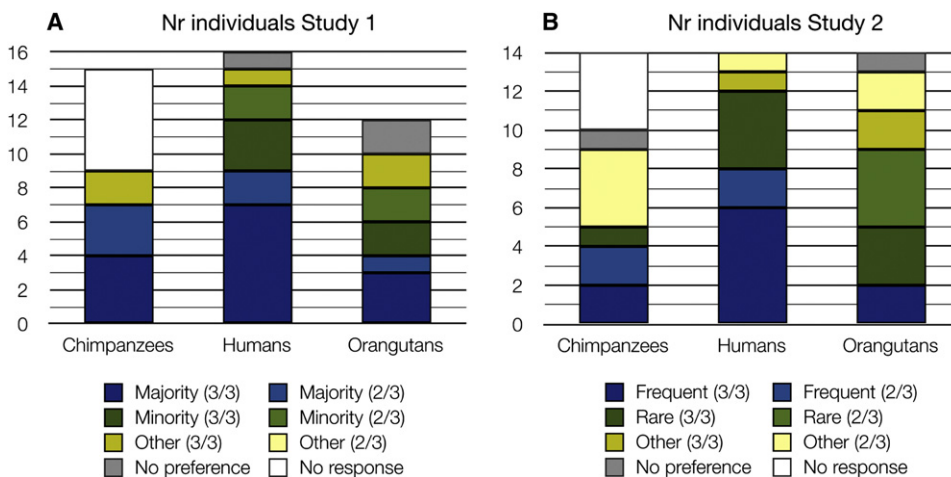 A Nr individuals Study 1
16
14
12
10
8
6
4
2
0
Chimpanzees Humans Orangutans
Majority (3/3) Majority (2/3)
Minority (3/3) Minority (2/3)
Other (3/3) Other (2/3)
No preference No response
B Nr individuals Study 2
14
12
10
8
6
4
2
0
Chimpanzees Humans Orangutans
Frequent (3/3) Frequent (2/3)
Rare (3/3) Rare (2/3)
Other (3/3) Other (2/3)
No preference No response